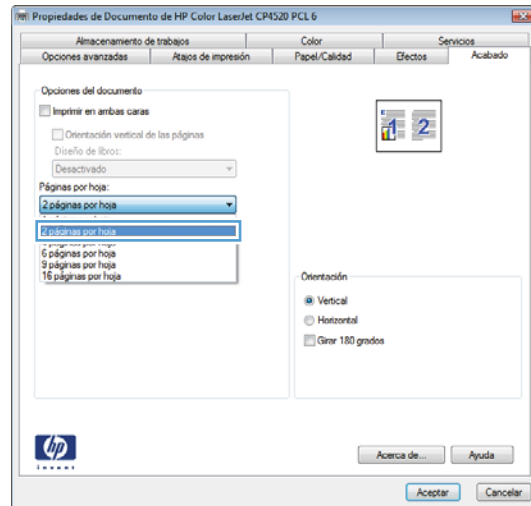 Propiedades de Documento de HP Color LaserJet CP4520 PCL 6
Almacenamiento de trabajos
Color
Servicios
Opciones avanzadas
Atajos de impresión
Papel/Calidad
Efectos
Acabado
Opciones del documento
Imprimir en ambas caras
Orientación vertical de las páginas
Diseño de libros:
Desactivado
Páginas por hoja:
2 páginas por hoja
2 páginas por hoja
6 páginas por hoja
9 páginas por hoja
16 páginas por hoja
1 2
Orientación
Vertical
Horizontal
Girar 180 grados
hp
invent
Acerca de...
Ayuda
Aceptar
Cancelar